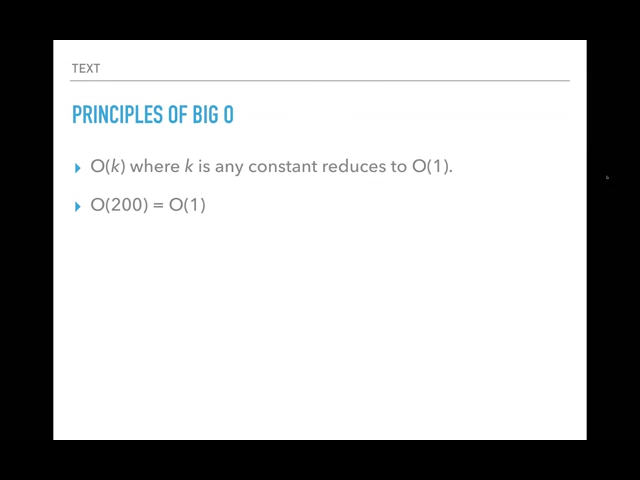 TEXT
PRINCIPLES OF BIG O
▸ O(k) where k is any constant reduces to O(1).
▸ O(200) = O(1)